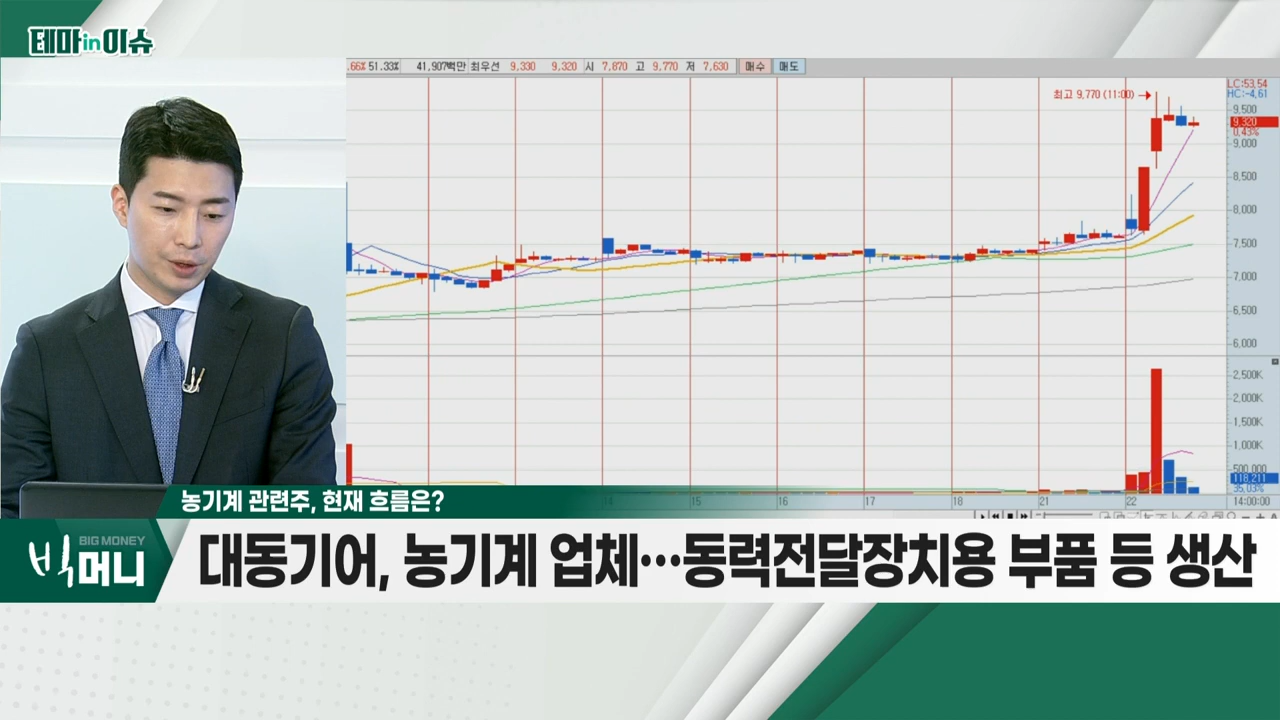 테마in이슈
.66% 51.33% 41,907백만 최우선 9,330 9,320 시 7,870 고 9,770 저 7,630 매수 매도
LC:53,54
HC:-4,61
최고 9,770 (11:00)
9,500
9,320
0,43%
9,000
8,500
8,000
7,500
7,000
6,500
6,000
2,500K
2,000K
1,500K
1,000K
500,000
118,211
35,03%
14 15 16 17 18 21 22 14:00:00
농기계 관련주, 현재 흐름은?
BIG MONEY
빅머니
대동기어, 농기계 업체…동력전달장치용 부품 등 생산